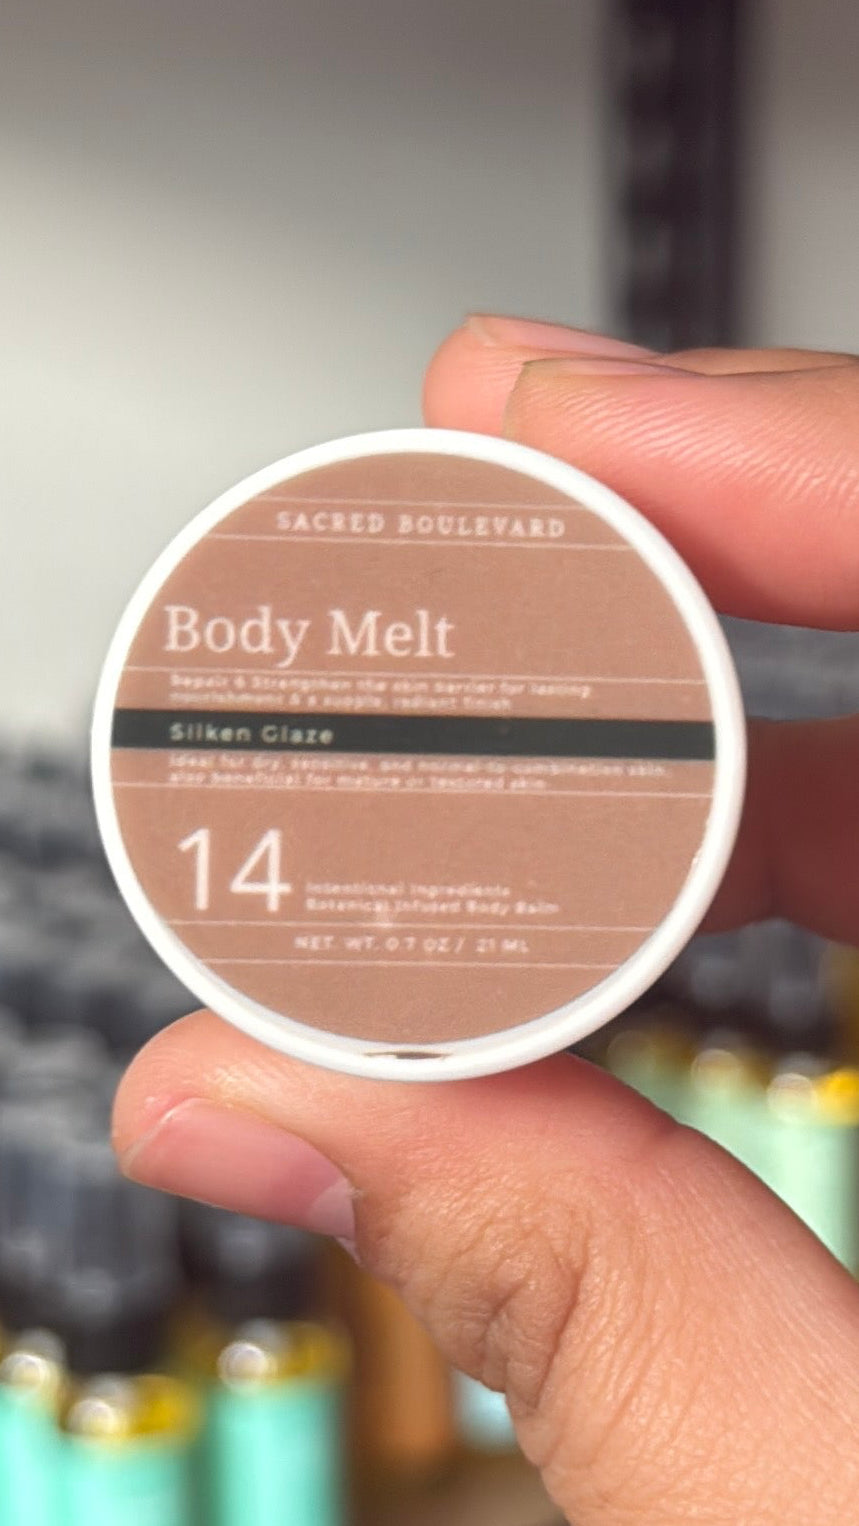 SACRED BOULEVARD
Body Melt
Repair & Strengthen the skin barrier for lasting
nourishment & a supple, radiant finish
Silken Glaze
Ideal for dry, sensitive, and normal-to-combination skin,
also beneficial for mature or textured skin.
14
Intentional Ingredients
Botanical Infused Body Balm
NET. WT. 0.7 OZ / 21 ML